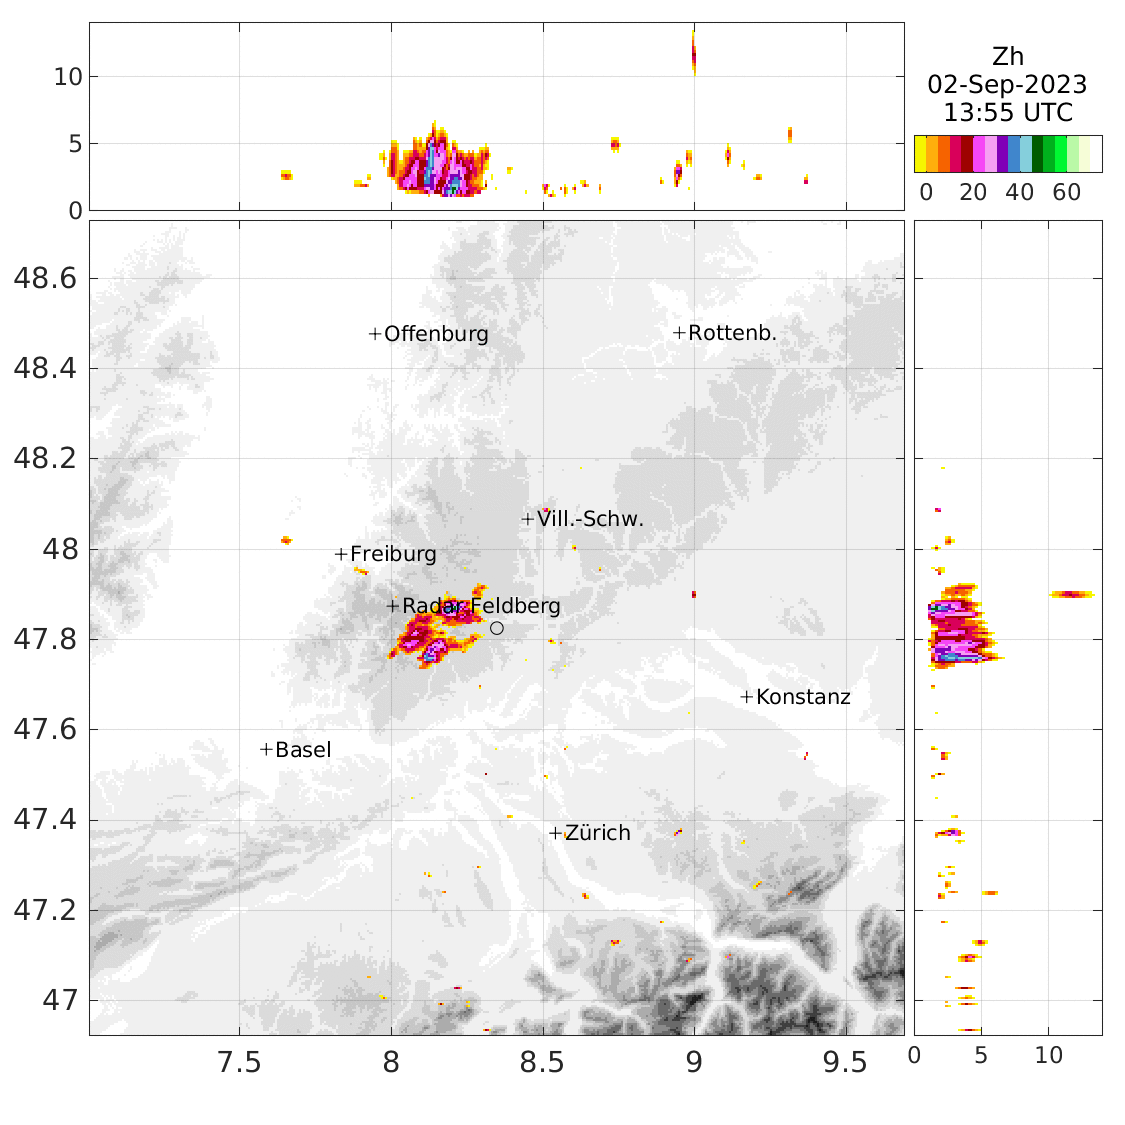 Zh
02-Sep-2023
13:55 UTC
0 20 40 60
10
5
0
48.6
48.4
48.2
48
47.8
47.6
47.4
47.2
47
Offenburg
Rottenb.
Vill.-Schw.
Freiburg
Radar Feldberg
Konstanz
Basel
Zürich
7.5 8 8.5 9 9.5
0 5 10